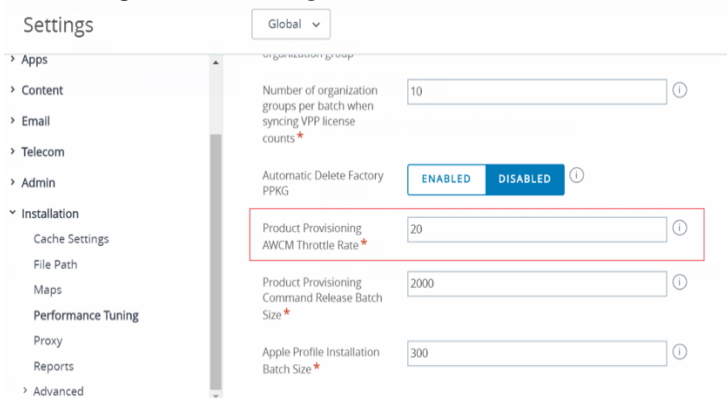 Settings
Global
Apps
Content
Email
Telecom
Admin
Installation
Cache Settings
File Path
Maps
Performance Tuning
Proxy
Reports
Advanced
organization group
Number of organization
groups per batch when
syncing VPP license
counts*
10
Automatic Delete Factory
PPKG
ENABLED DISABLED
Product Provisioning
AWCM Throttle Rate*
20
Product Provisioning
Command Release Batch
Size*
2000
Apple Profile Installation
Batch Size*
300